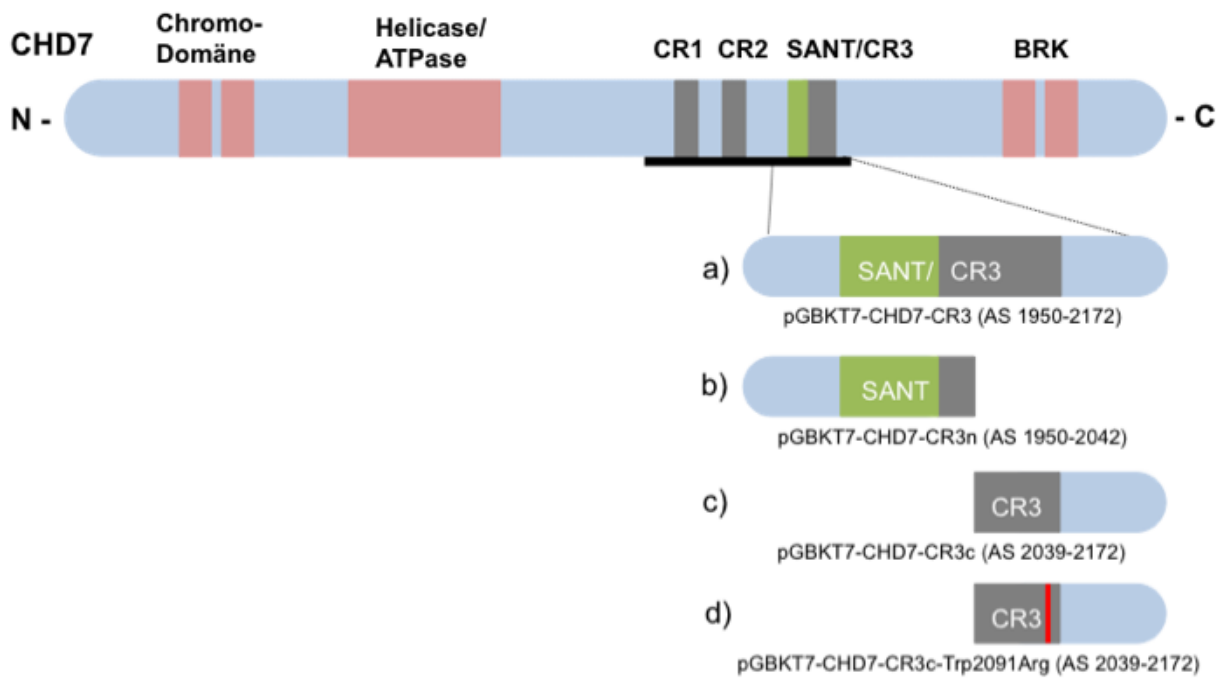 CHD7
Chromo-
Domäne
Helicase/
ATPase
CR1 CR2 SANT/CR3 BRK
N - - C
a) SANT/ CR3
pGBKT7-CHD7-CR3 (AS 1950-2172)
b) SANT
pGBKT7-CHD7-CR3n (AS 1950-2042)
c) CR3
pGBKT7-CHD7-CR3c (AS 2039-2172)
d) CR3
pGBKT7-CHD7-CR3c-Trp2091Arg (AS 2039-2172)